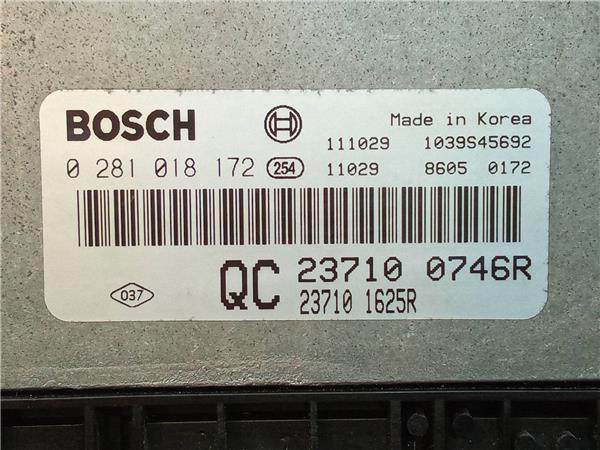 BOSCH
Made in Korea
111029 1039S45692
0 281 018 172 254 11029 8605 0172
QC 23710 0746R
037 23710 1625R